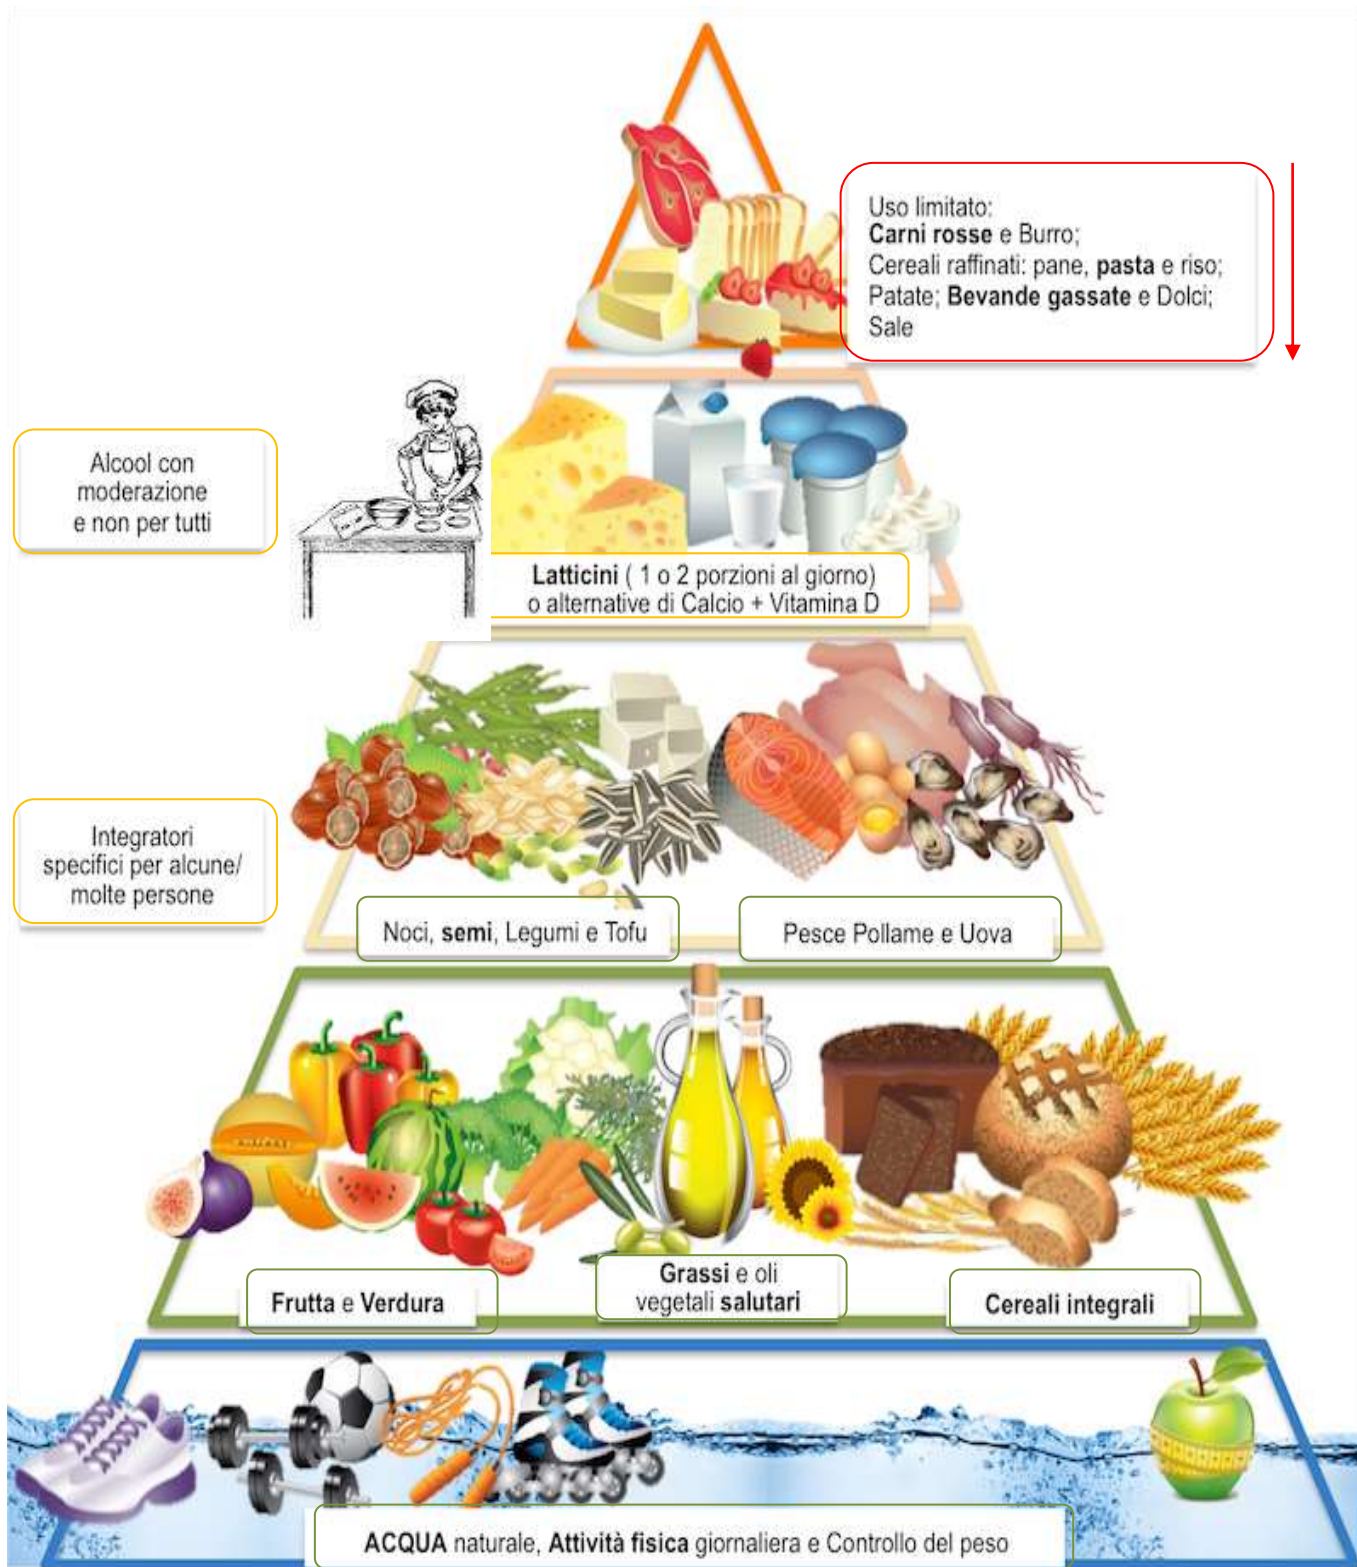 Uso limitato:
Carni rosse e Burro;
Cereali raffinati: pane, pasta e riso;
Patate; Bevande gassate e Dolci;
Sale
Alcool con
moderazione
e non per tutti
Latticini ( 1 o 2 porzioni al giorno)
o alternative di Calcio + Vitamina D
Integratori
specifici per alcune/
molte persone
Noci, semi, Legumi e Tofu
Pesce Pollame e Uova
Frutta e Verdura
Grassi e oli
vegetali salutari
Cereali integrali
ACQUA naturale, Attività fisica giornaliera e Controllo del peso